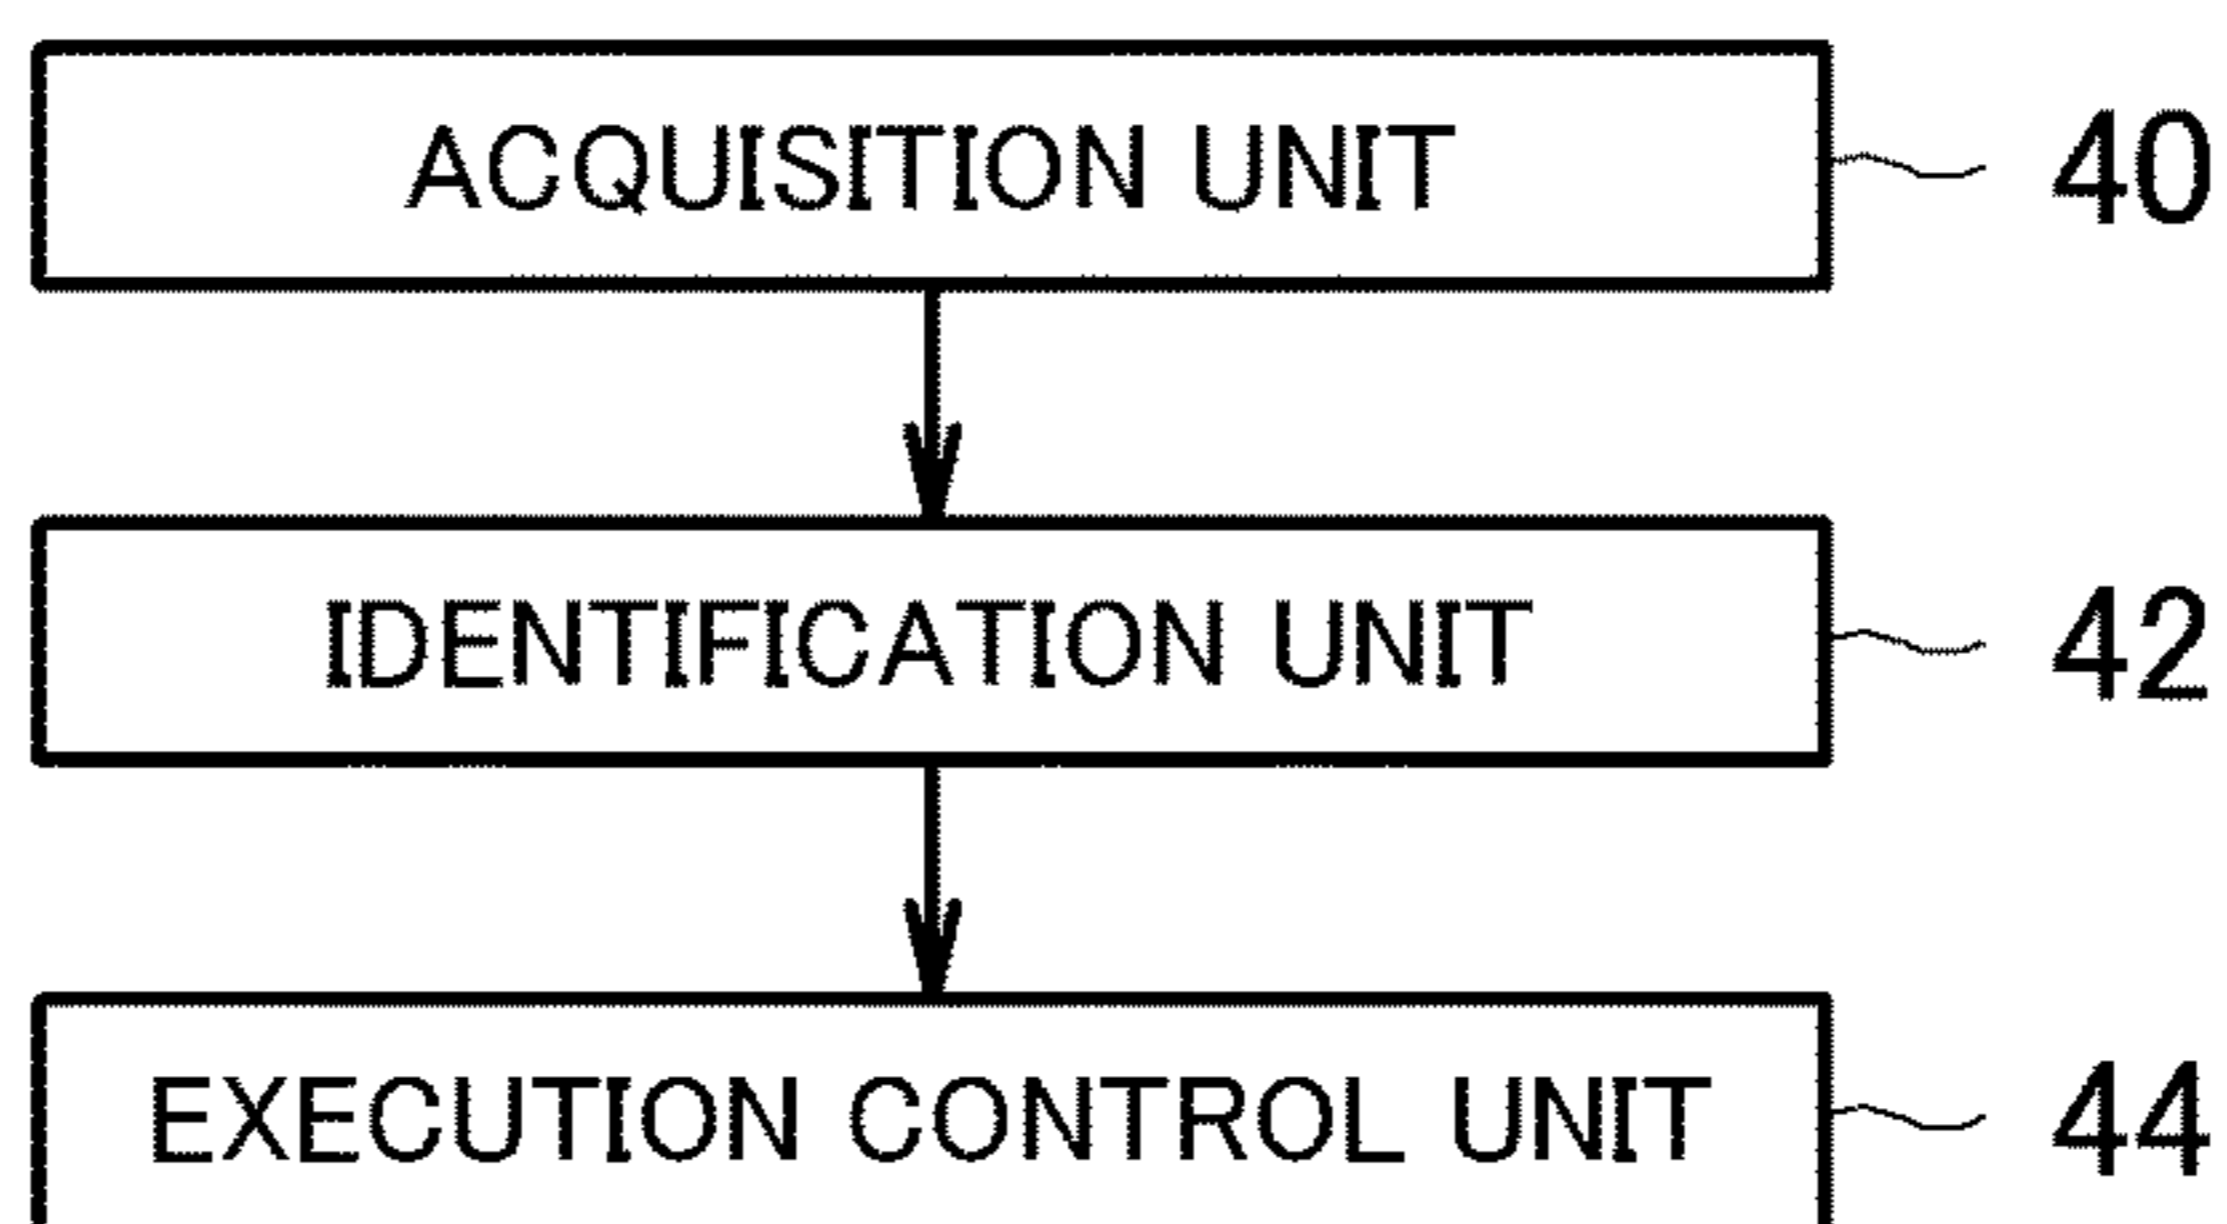 ACQUISITION UNIT 40
IDENTIFICATION UNIT 42
EXECUTION CONTROL UNIT 44